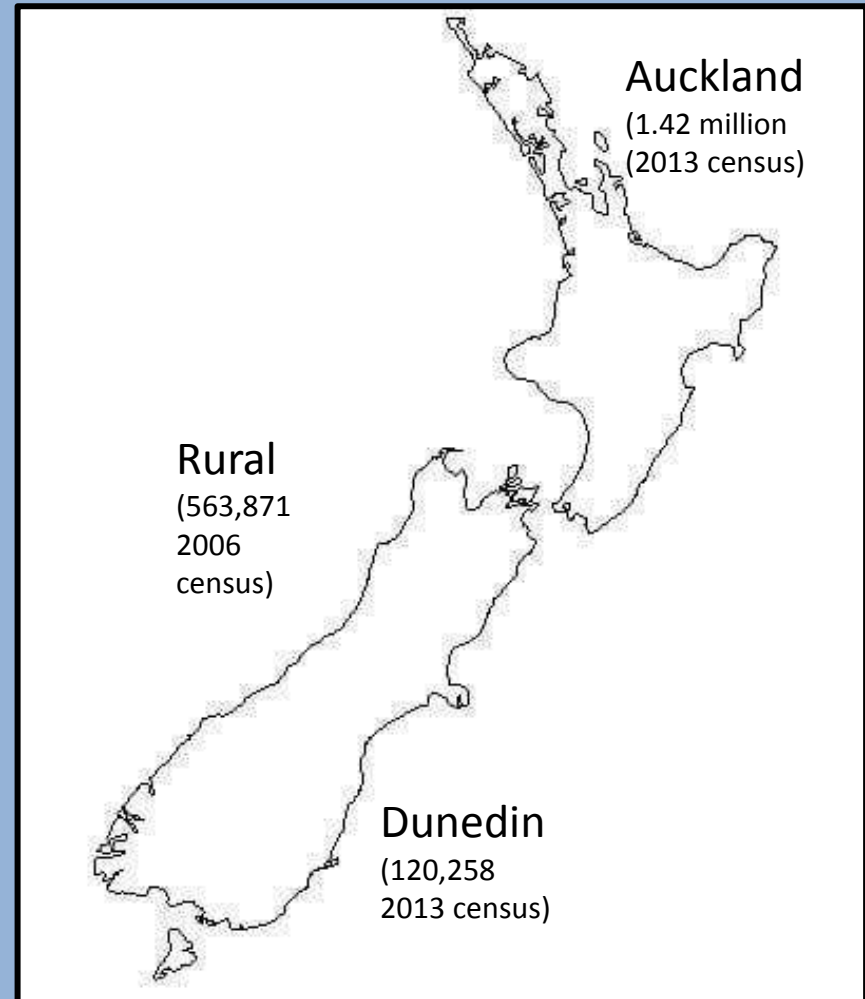 Auckland
(1.42 million
(2013 census)
Rural
(563,871
2006
census)
Dunedin
(120,258
2013 census)